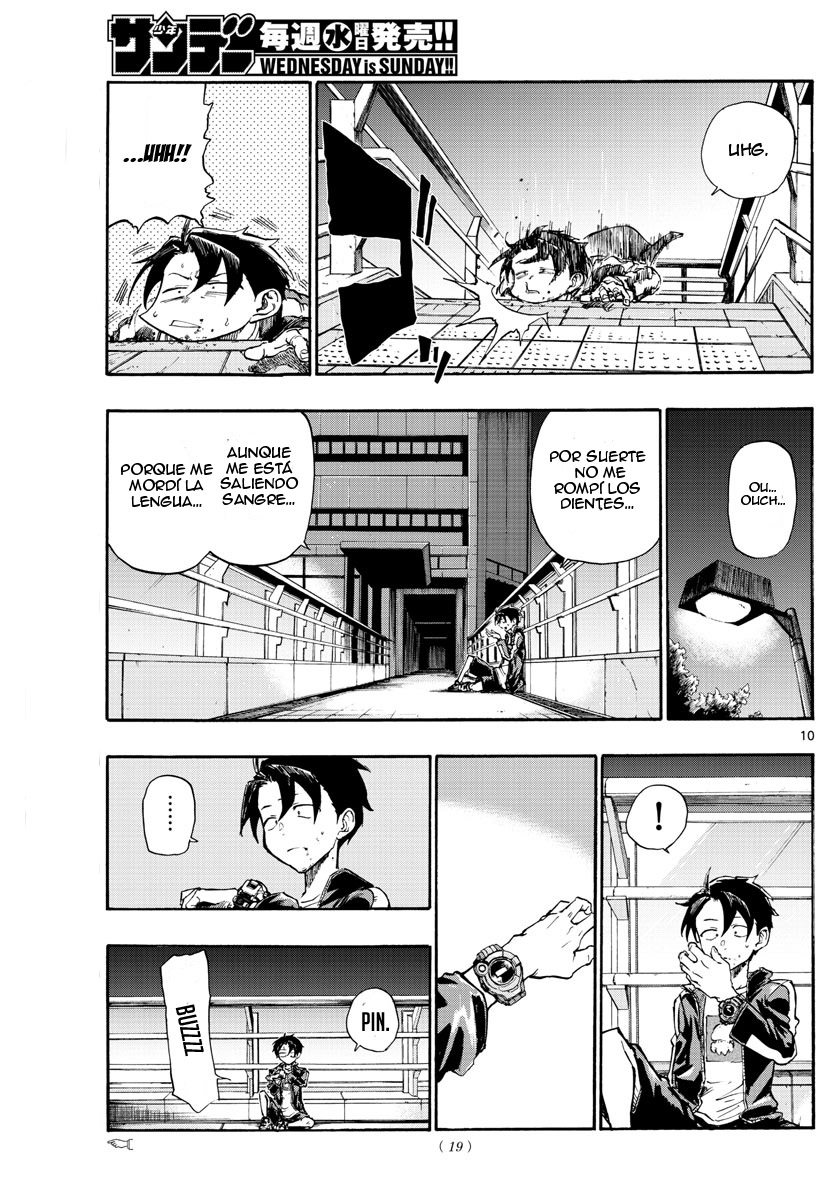 少年
サンデー
毎週水曜日発売!!
WEDNESDAY is SUNDAY!!
UHG.
...UHH!!
OU...
OUCH...
POR SUERTE
NO ME
ROMPÍ LOS
DIENTES...
AUNQUE
ME ESTÁ
SALIENDO
SANGRE...
PORQUE ME
MORDÍ LA
LENGUA...
10
!
......
PIN.
BUZZZZ
( 19 )